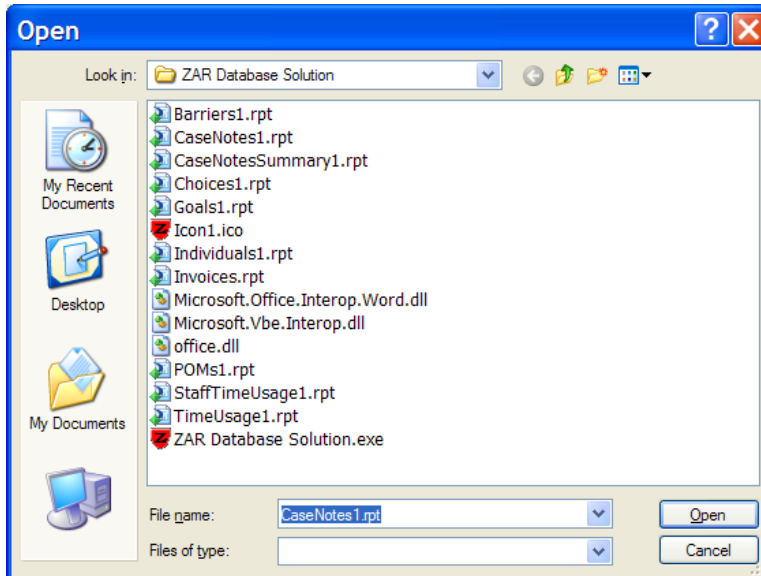 Open
Look in: ZAR Database Solution
My Recent
Documents
Desktop
My Documents
Barriers1.rpt
CaseNotes1.rpt
CaseNotesSummary1.rpt
Choices1.rpt
Goals1.rpt
Icon1.ico
Individuals1.rpt
Invoices.rpt
Microsoft.Office.Interop.Word.dll
Microsoft.Vbe.Interop.dll
office.dll
POMs1.rpt
StaffTimeUsage1.rpt
TimeUsage1.rpt
ZAR Database Solution.exe
File name: CaseNotes1.rpt Open
Files of type: Cancel